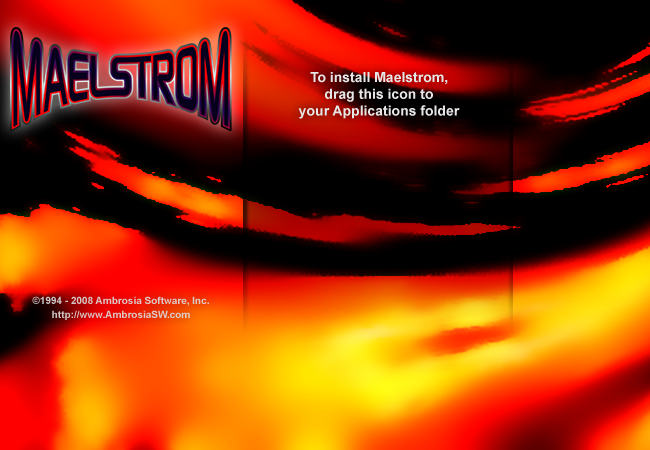 MAELSTROM
To install Maelstrom,
drag this icon to
your Applications folder
©1994 - 2008 Ambrosia Software, Inc.
http://www.AmbrosiaSW.com